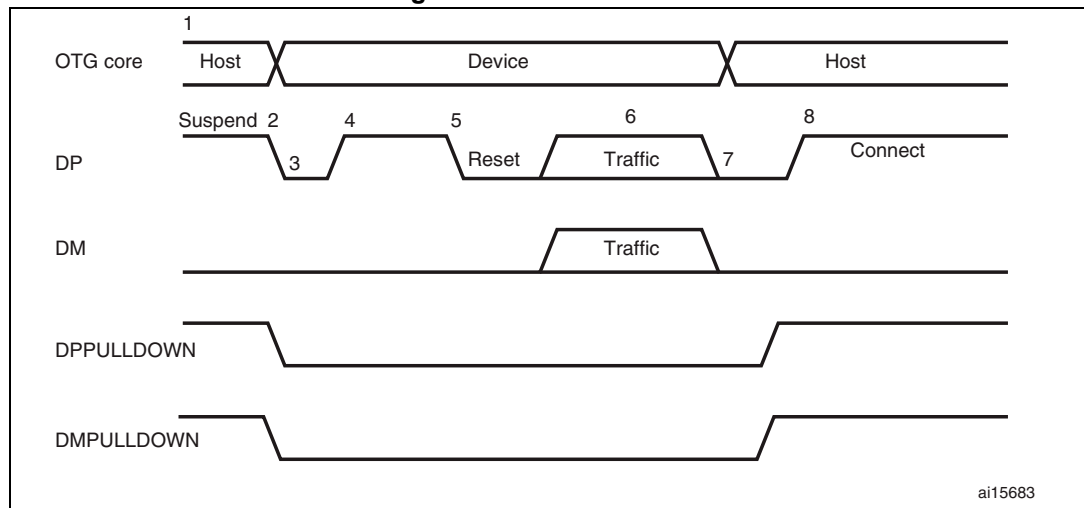 g
1
OTG core Host Device Host
Suspend 2 4 5 6 8
DP 3 Reset Traffic 7 Connect
DM Traffic
DPPULLDOWN
DMPULLDOWN
ai15683